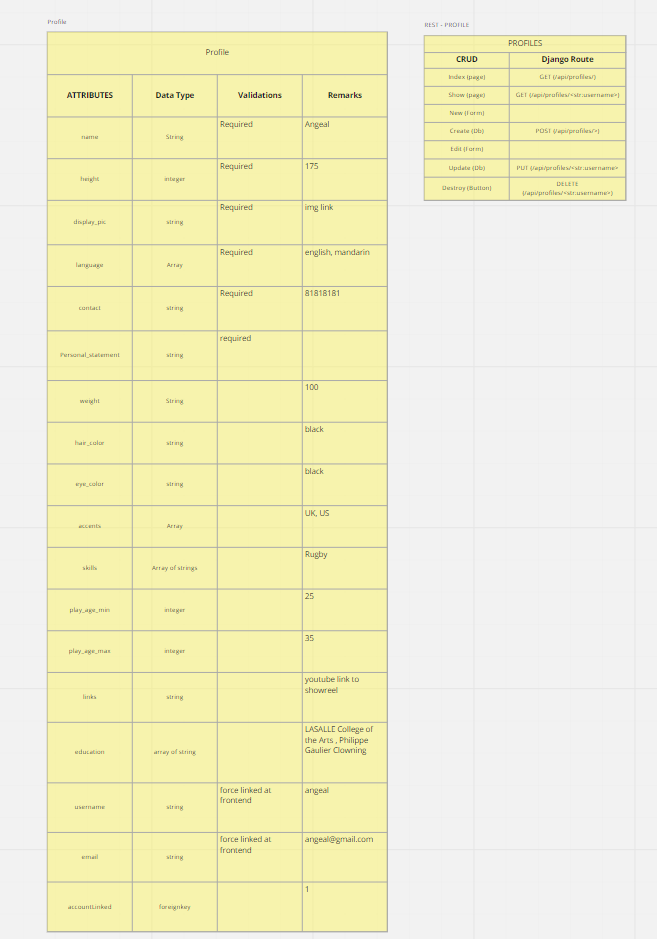 Profile
Profile
ATTRIBUTES Data Type Validations Remarks
name String Required Angeal
height integer Required 175
display_pic string Required img link
language Array Required english, mandarin
contact string Required 81818181
Personal_statement string required
weight String 100
hair_color string black
eye_color string black
accents Array UK, US
skills Array of strings Rugby
play_age_min integer 25
play_age_max integer 35
links string youtube link to
showreel
education array of string LASALLE College of
the Arts , Philippe
Gaulier Clowning
username string force linked at
frontend
angeal
email string force linked at
frontend
angeal@gmail.com
accountLinked foreignkey 1
REST - PROFILE
PROFILES
CRUD Django Route
Index (page) GET (/api/profiles/)
Show (page) GET (/api/profiles/<str:username>)
New (Form)
Create (Db) POST (/api/profiles/>)
Edit (Form)
Update (Db) PUT (/api/profiles/<str:username>
Destroy (Button) DELETE
(/api/profiles/<str:username>)